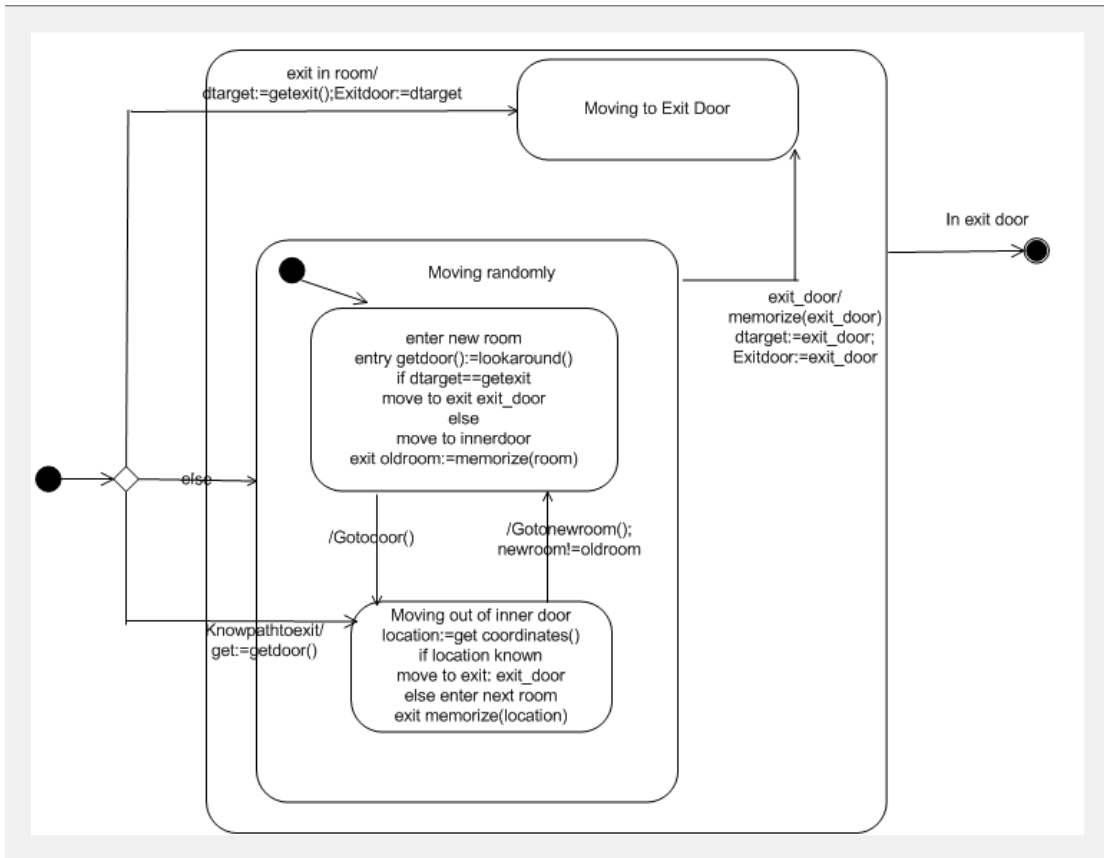 exit in room/
dtarget:=getexit();Exitdoor:=dtarget
Moving to Exit Door
In exit door
Moving randomly
exit_door/
memorize(exit_door)
dtarget:=exit_door;
Exitdoor:=exit_door
enter new room
entry getdoor():=lookaround()
if dtarget==getexit
move to exit exit_door
else
move to innerdoor
exit oldroom:=memorize(room)
else
/Gotodoor()
/Gotonewroom();
newroom!=oldroom
Knowpathtoexit/
get:=getdoor()
Moving out of inner door
location:=get coordinates()
if location known
move to exit: exit_door
else enter next room
exit memorize(location)